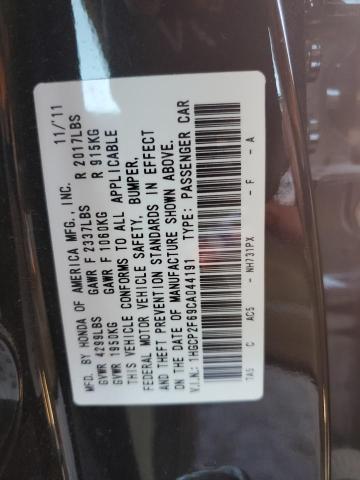 MFD. BY HONDA OF AMERICA MFG., INC. 11/11
GVWR 4299LBS GAWR F 2337LBS R 2017LBS
GVWR 1950KG GAWR F 1060KG R 915KG
THIS VEHICLE CONFORMS TO ALL APPLICABLE
FEDERAL MOTOR VEHICLE SAFETY, BUMPER,
AND THEFT PREVENTION STANDARDS IN EFFECT
ON THE DATE OF MANUFACTURE SHOWN ABOVE.
V.I.N.: 1HGCP2F69CA044191 TYPE: PASSENGER CAR
TA5 C AC5 - NH731PX - F - A